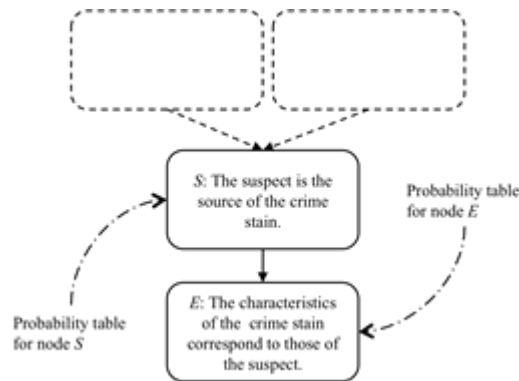 S: The suspect is the
source of the crime
stain.
Probability table
for node E
E: The characteristics
of the crime stain
correspond to those of
the suspect.
Probability table
for node S